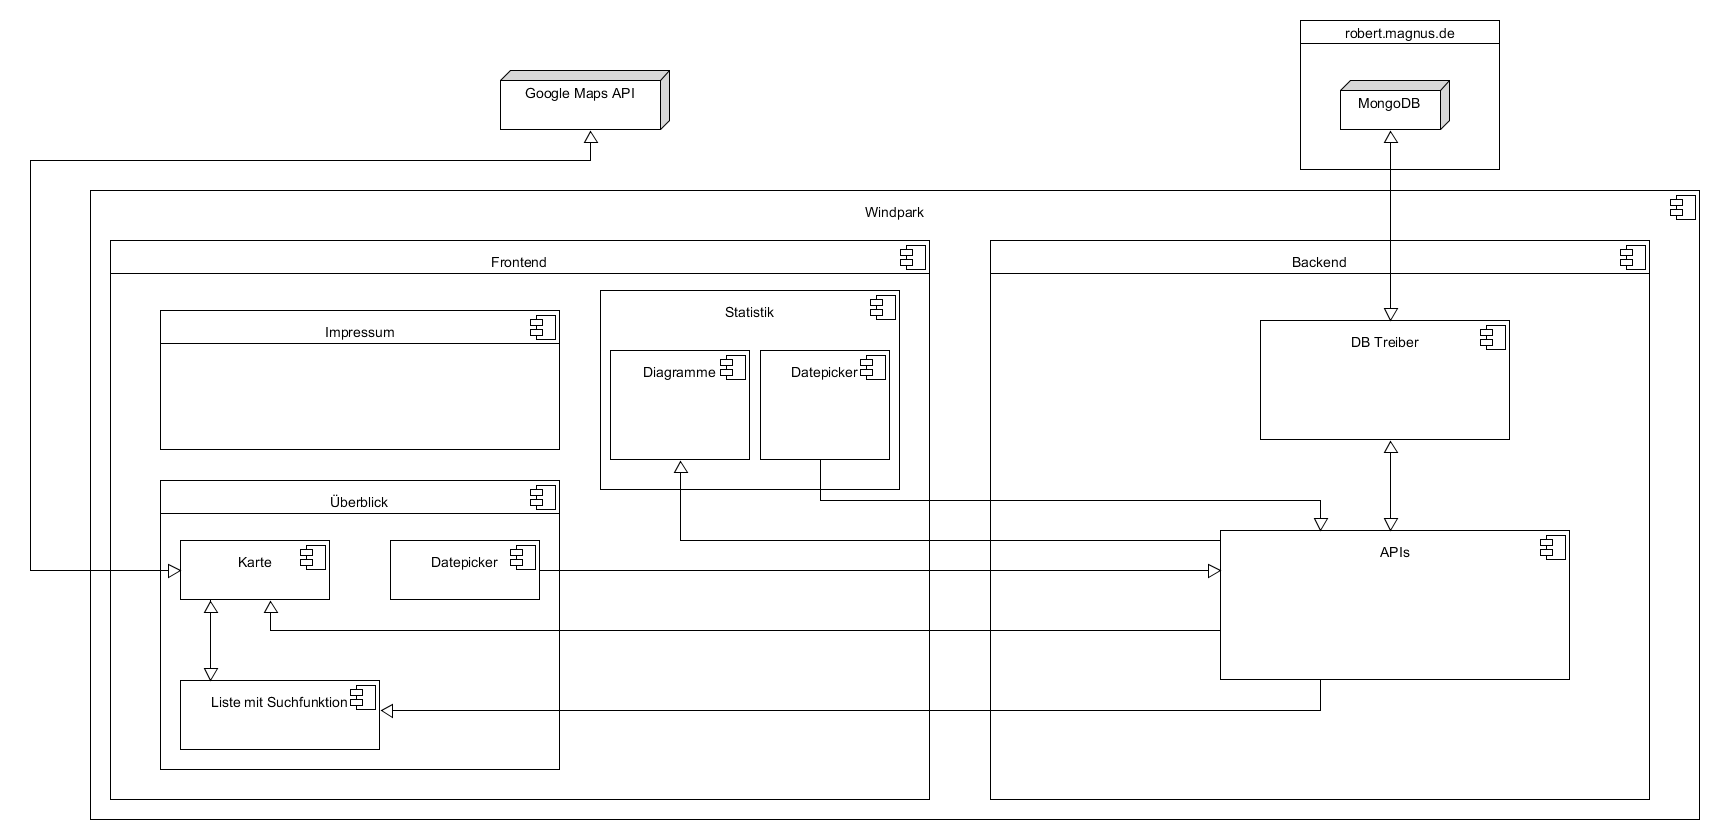 robert.magnus.de
Google Maps API
MongoDB
Windpark
Frontend
Backend
Impressum
Statistik
Diagramme
Datepicker
DB Treiber
Überblick
Karte
Datepicker
APIs
Liste mit Suchfunktion